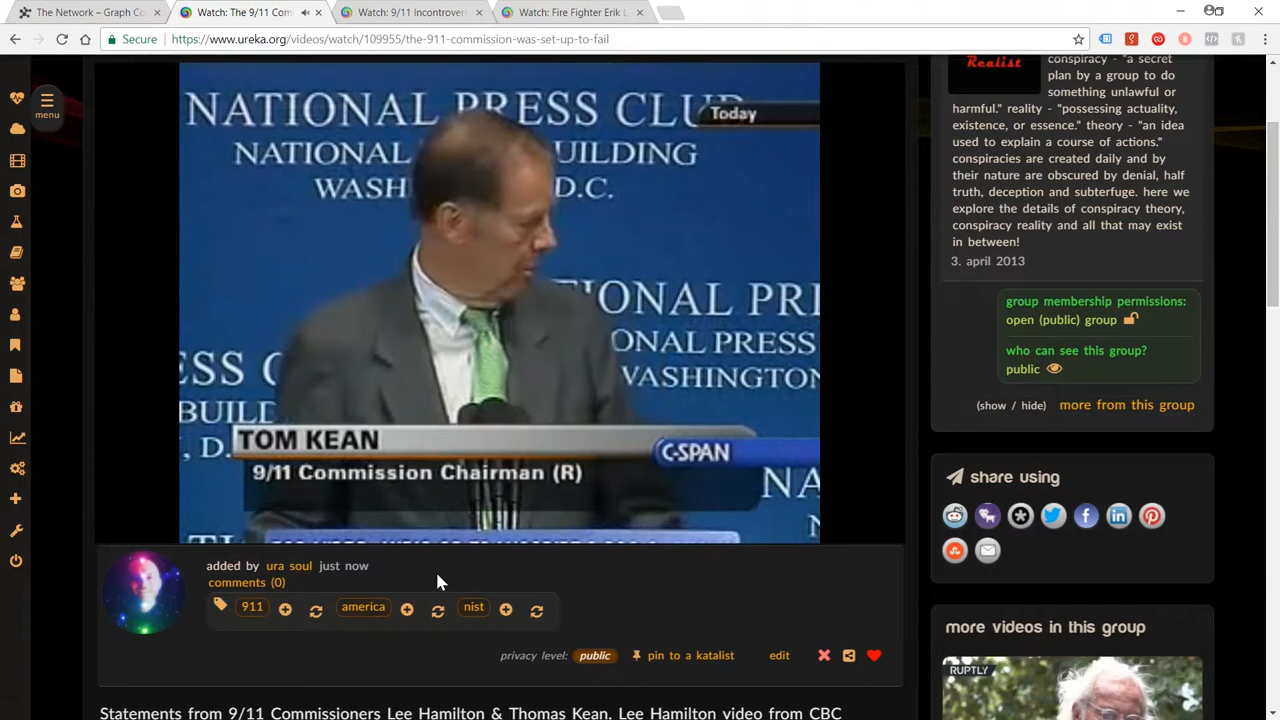 The Network – Graph Co
Watch: The 9/11 Com
Watch: 9/11 Incontrover
Watch: Fire Fighter Erik L
Secure
https://www.ureka.org/videos/watch/109955/the-911-commission-was-set-up-to-fail
menu
NATIONAL PRESS CLUB
Today
NATIONAL BUILDING
WASH D.C.
IONAL PRE
ONAL PRESS
WASHINGTON
ESS C
BUILD
, D.
TOM KEAN
C-SPAN
9/11 Commission Chairman (R)
NA
added by ura soul just now
comments (0)
911
america
nist
privacy level: public
pin to a katalist
edit
Statements from 9/11 Commissioners Lee Hamilton & Thomas Kean. Lee Hamilton video from CBC
Realist
conspiracy - "a secret
plan by a group to do
something unlawful or
harmful." reality - "possessing actuality,
existence, or essence." theory - "an idea
used to explain a course of actions."
conspiracies are created daily and by
their nature are obscured by denial, half
truth, deception and subterfuge. here we
explore the details of conspiracy theory,
conspiracy reality and all that may exist
in between!
3. april 2013
group membership permissions:
open (public) group
who can see this group?
public
(show / hide)
more from this group
share using
more videos in this group
RUPTLY